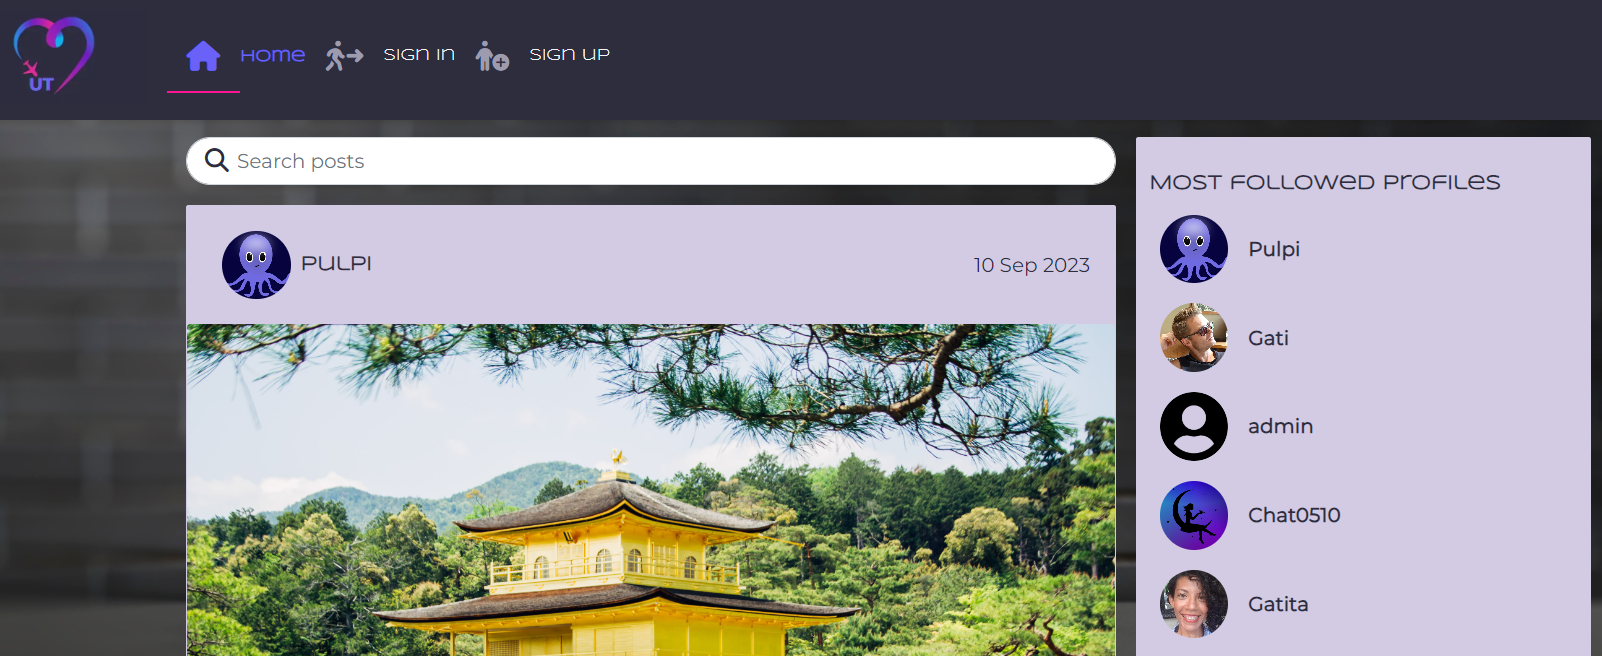 UT
Home
Sign in
Sign up
Search posts
Pulpi
10 Sep 2023
Most followed profiles
Pulpi
Gati
admin
Chat0510
Gatita